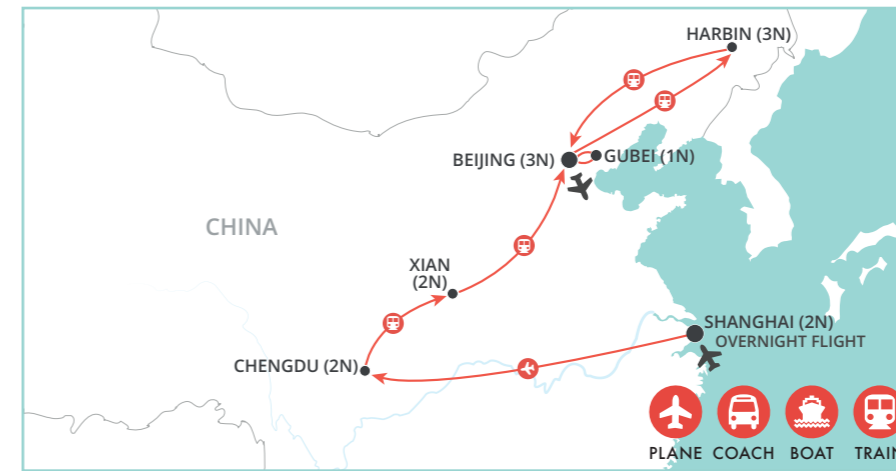 HARBIN (3N)
BEIJING (3N)
GUBEI (1N)
CHINA
XIAN
(2N)
SHANGHAI (2N)
OVERNIGHT FLIGHT
CHENGDU (2N)
PLANE COACH BOAT TRAIN